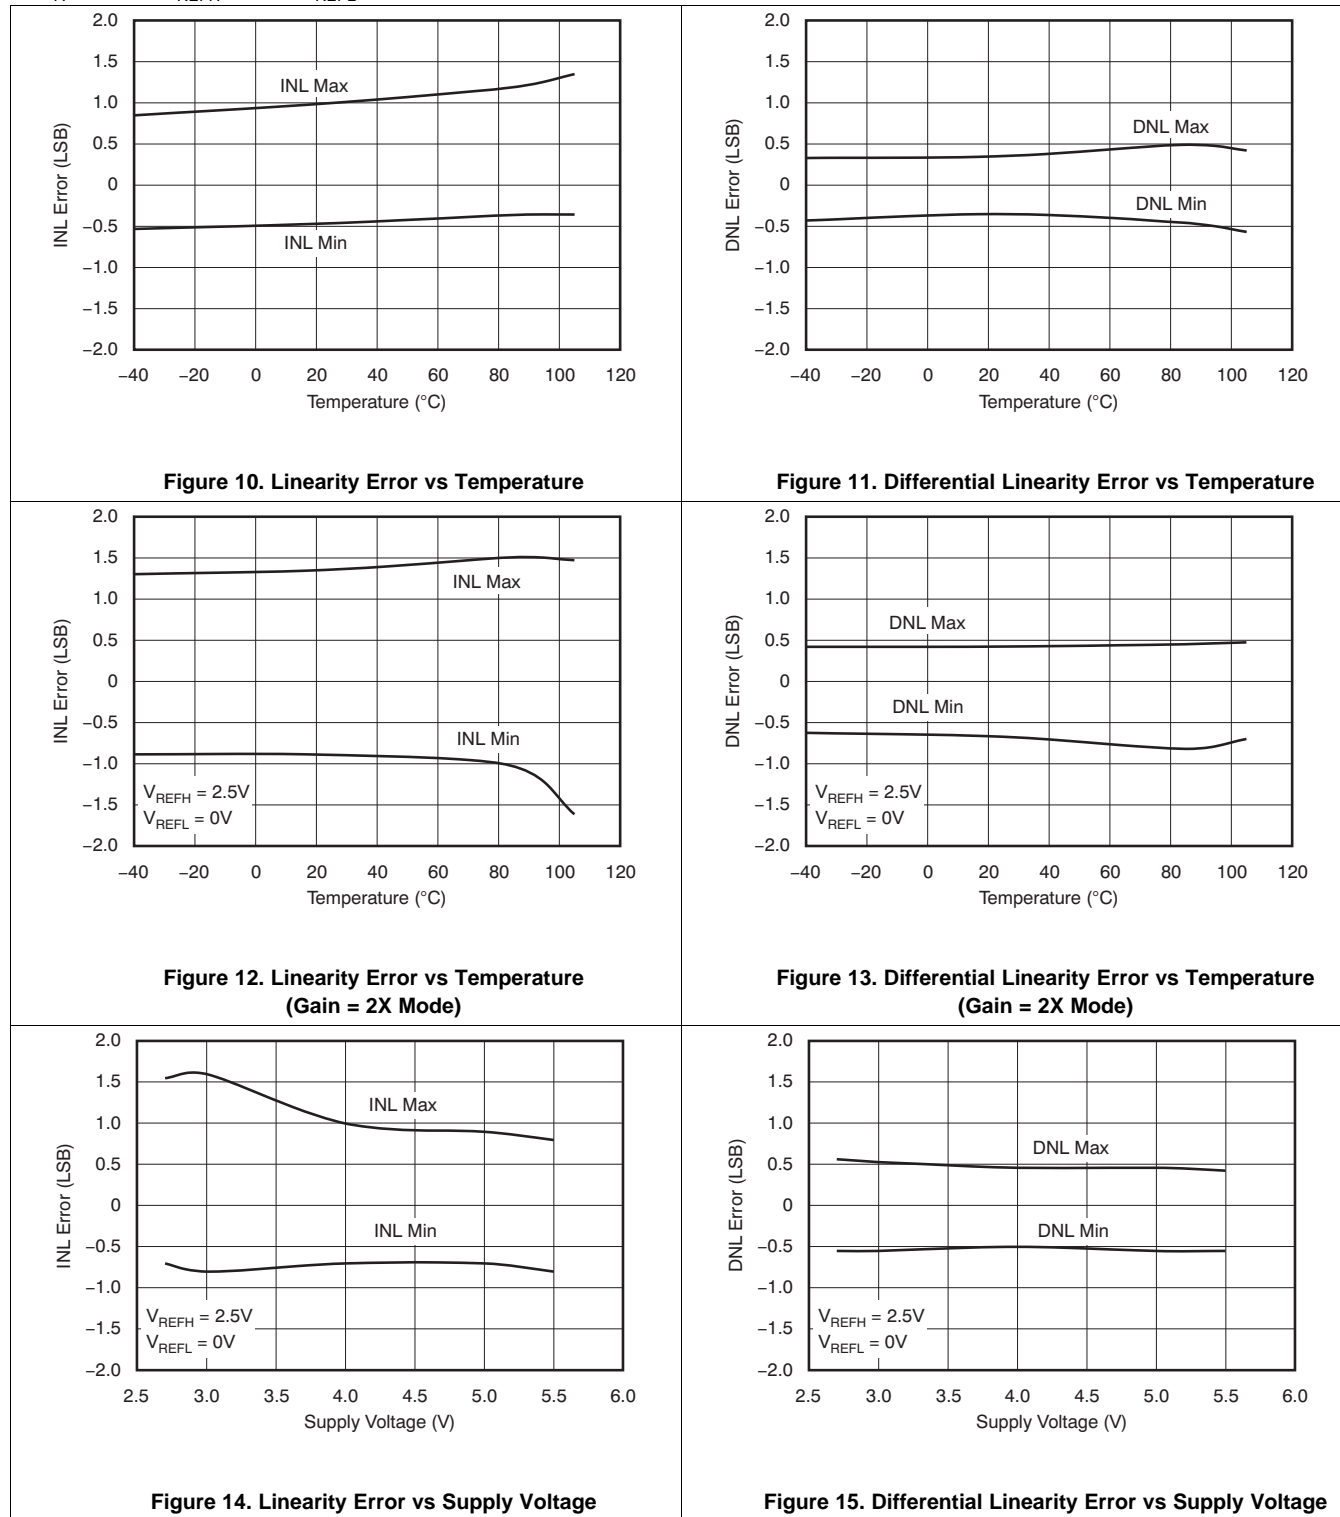 2.0
1.5
1.0
0.5
0
−0.5
−1.0
−1.5
−2.0
INL Error (LSB)
INL Max
INL Min
−40 −20 0 20 40 60 80 100 120
Temperature (°C)
Figure 10. Linearity Error vs Temperature
2.0
1.5
1.0
0.5
0
−0.5
−1.0
−1.5
−2.0
DNL Error (LSB)
DNL Max
DNL Min
−40 −20 0 20 40 60 80 100 120
Temperature (°C)
Figure 11. Differential Linearity Error vs Temperature
2.0
1.5
1.0
0.5
0
−0.5
−1.0
−1.5
−2.0
INL Error (LSB)
INL Max
INL Min
VREFH = 2.5V
VREFL = 0V
−40 −20 0 20 40 60 80 100 120
Temperature (°C)
Figure 12. Linearity Error vs Temperature
(Gain = 2X Mode)
2.0
1.5
1.0
0.5
0
−0.5
−1.0
−1.5
−2.0
DNL Error (LSB)
DNL Max
DNL Min
VREFH = 2.5V
VREFL = 0V
−40 −20 0 20 40 60 80 100 120
Temperature (°C)
Figure 13. Differential Linearity Error vs Temperature
(Gain = 2X Mode)
2.0
1.5
1.0
0.5
0
−0.5
−1.0
−1.5
−2.0
INL Error (LSB)
INL Max
INL Min
VREFH = 2.5V
VREFL = 0V
2.5 3.0 3.5 4.0 4.5 5.0 5.5 6.0
Supply Voltage (V)
Figure 14. Linearity Error vs Supply Voltage
2.0
1.5
1.0
0.5
0
−0.5
−1.0
−1.5
−2.0
DNL Error (LSB)
DNL Max
DNL Min
VREFH = 2.5V
VREFL = 0V
2.5 3.0 3.5 4.0 4.5 5.0 5.5 6.0
Supply Voltage (V)
Figure 15. Differential Linearity Error vs Supply Voltage